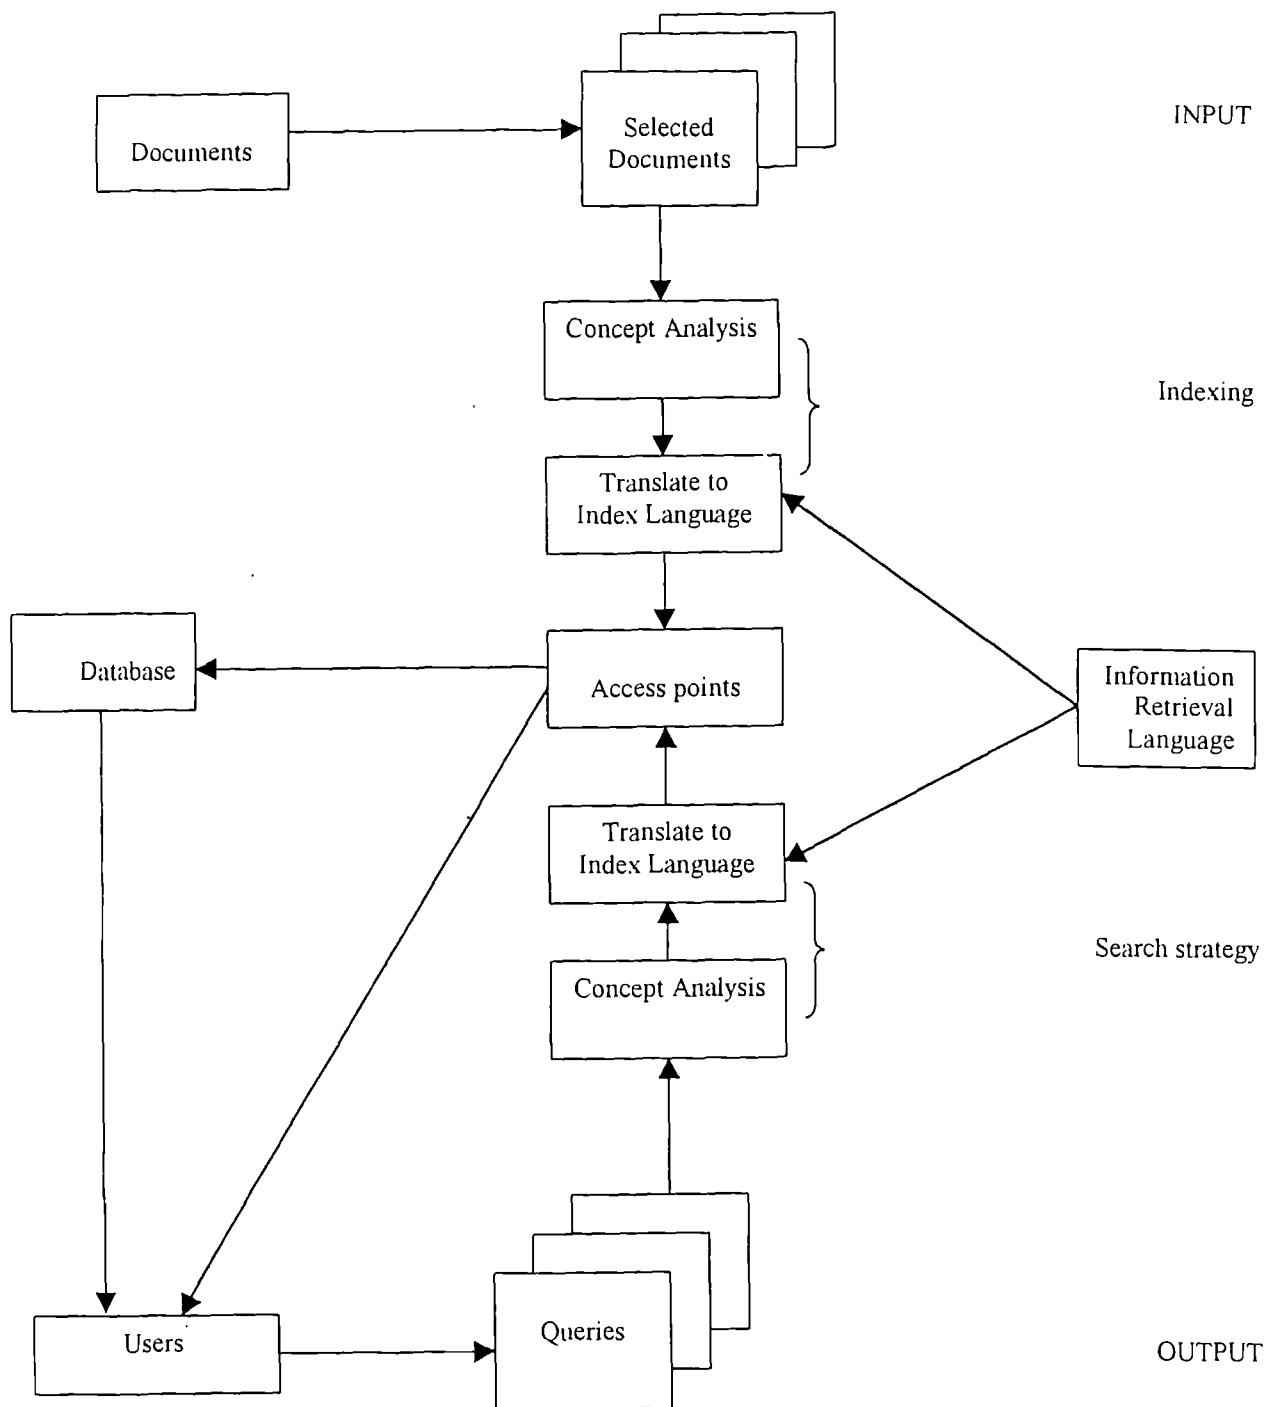 INPUT
Documents
Selected
Documents
Concept Analysis
Indexing
Translate to
Index Language
Database
Access points
Information
Retrieval
Language
Translate to
Index Language
Search strategy
Concept Analysis
Users
Queries
OUTPUT